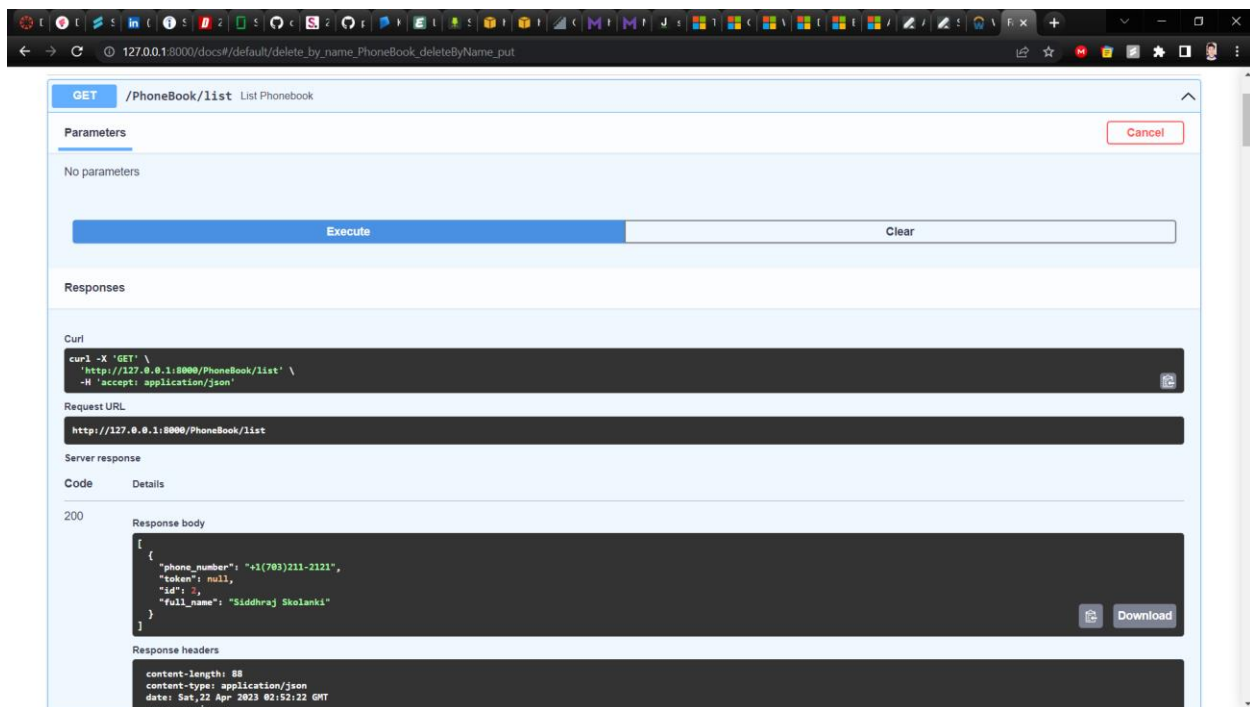 127.0.0.1:8000/docs#/default/delete_by_name_PhoneBook_deleteByName_put
GET /PhoneBook/list List Phonebook
Parameters
Cancel
No parameters
Execute
Clear
Responses
Curl
curl -X 'GET' \
'http://127.0.0.1:8000/PhoneBook/list' \
-H 'accept: application/json'
Request URL
http://127.0.0.1:8000/PhoneBook/list
Server response
Code Details
200
Response body
[
{
"phone_number": "+1(703)211-2121",
"token": null,
"id": 2,
"full_name": "Siddhraj Skolanki"
}
]
Download
Response headers
content-length: 88
content-type: application/json
date: Sat,22 Apr 2023 02:52:22 GMT